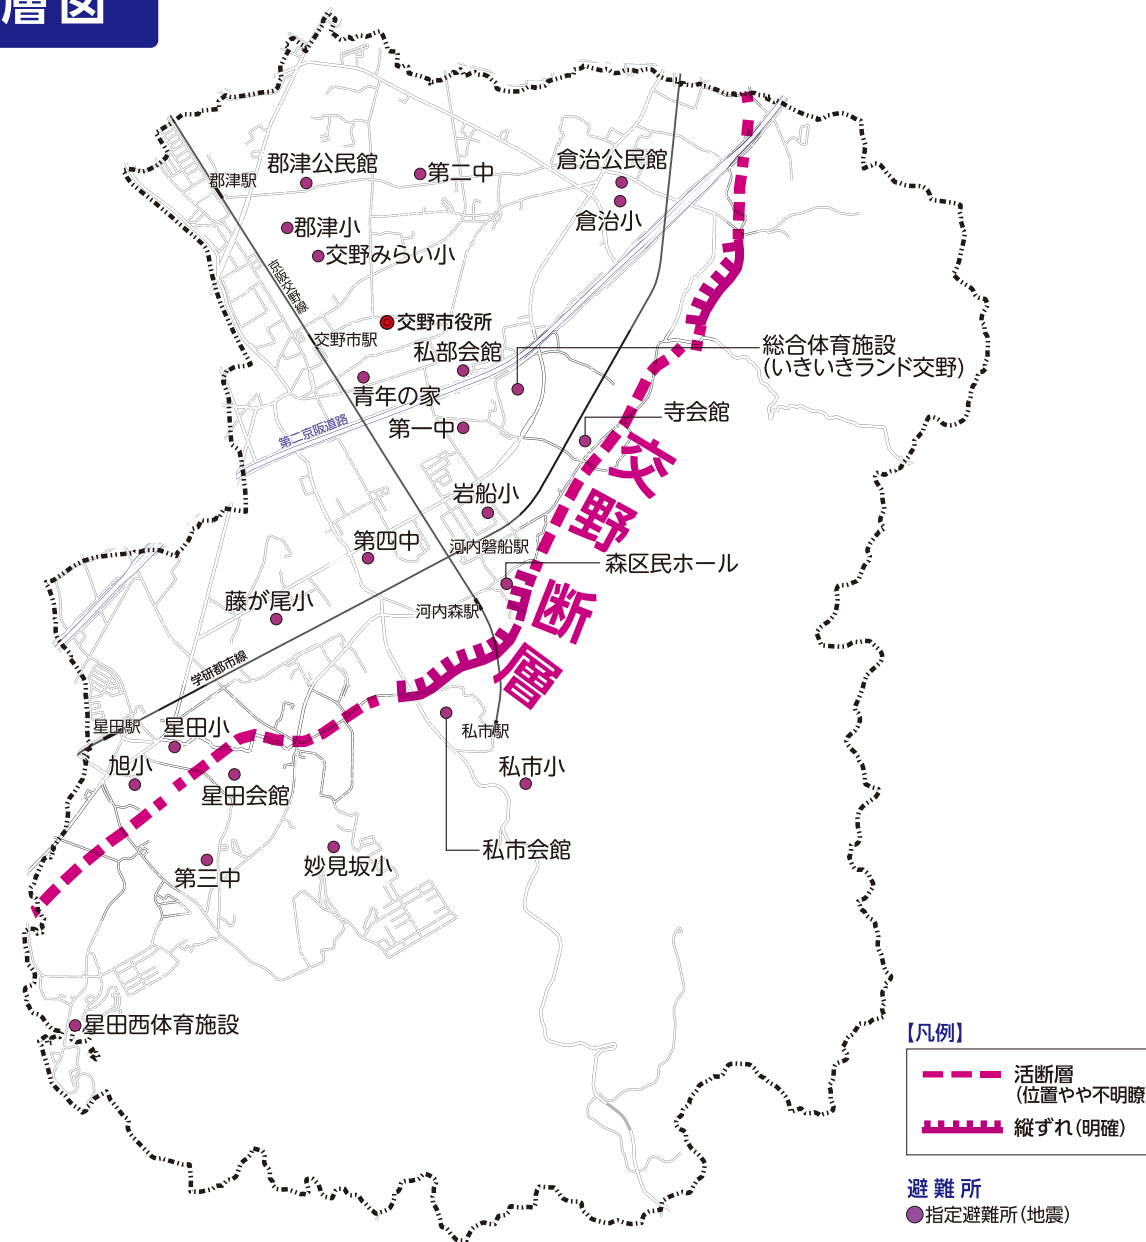 層図
郡津公民館
第二中
倉治公民館
郡津駅
倉治小
郡津小
交野みらい小
京阪交野線
交野市役所
交野市駅
私部会館
総合体育施設
(いきいきランド交野)
青年の家
寺会館
第一中
第二京阪道路
交野断層
岩船小
第四中
河内磐船駅
森区民ホール
藤が尾小
河内森駅
学研都市線
星田駅
星田小
私市駅
旭小
私市小
星田会館
私市会館
妙見坂小
第三中
星田西体育施設
【凡例】
活断層
(位置やや不明瞭
縦ずれ(明確)
避難所
指定避難所(地震)